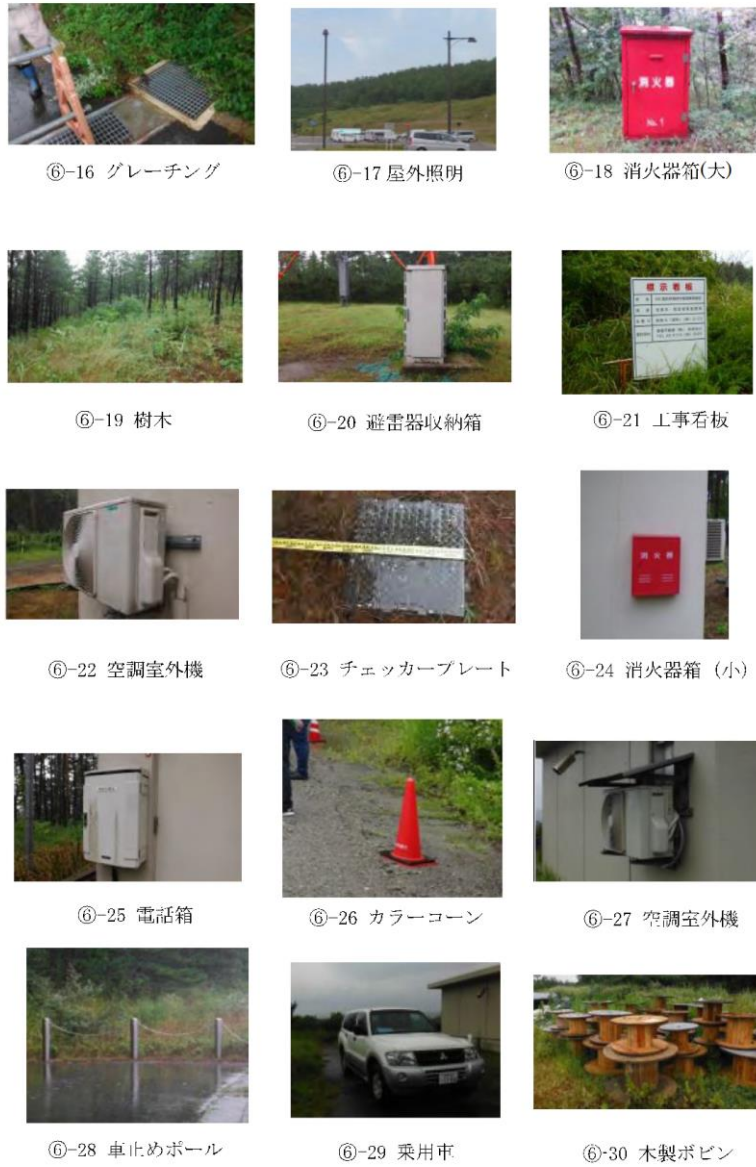 消火器
No.1
⑥-16 グレーチング
⑥-17 屋外照明
⑥-18 消火器箱(大)
標示看板
⑥-19 樹木
⑥-20 避雷器収納箱
⑥-21 工事看板
消火器
⑥-22 空調室外機
⑥-23 チェッカープレート
⑥-24 消火器箱 (小)
⑥-25 電話箱
⑥-26 カラーコーン
⑥-27 空調室外機
⑥-28 車止めポール
⑥-29 乗用車
⑥-30 木製ボビン